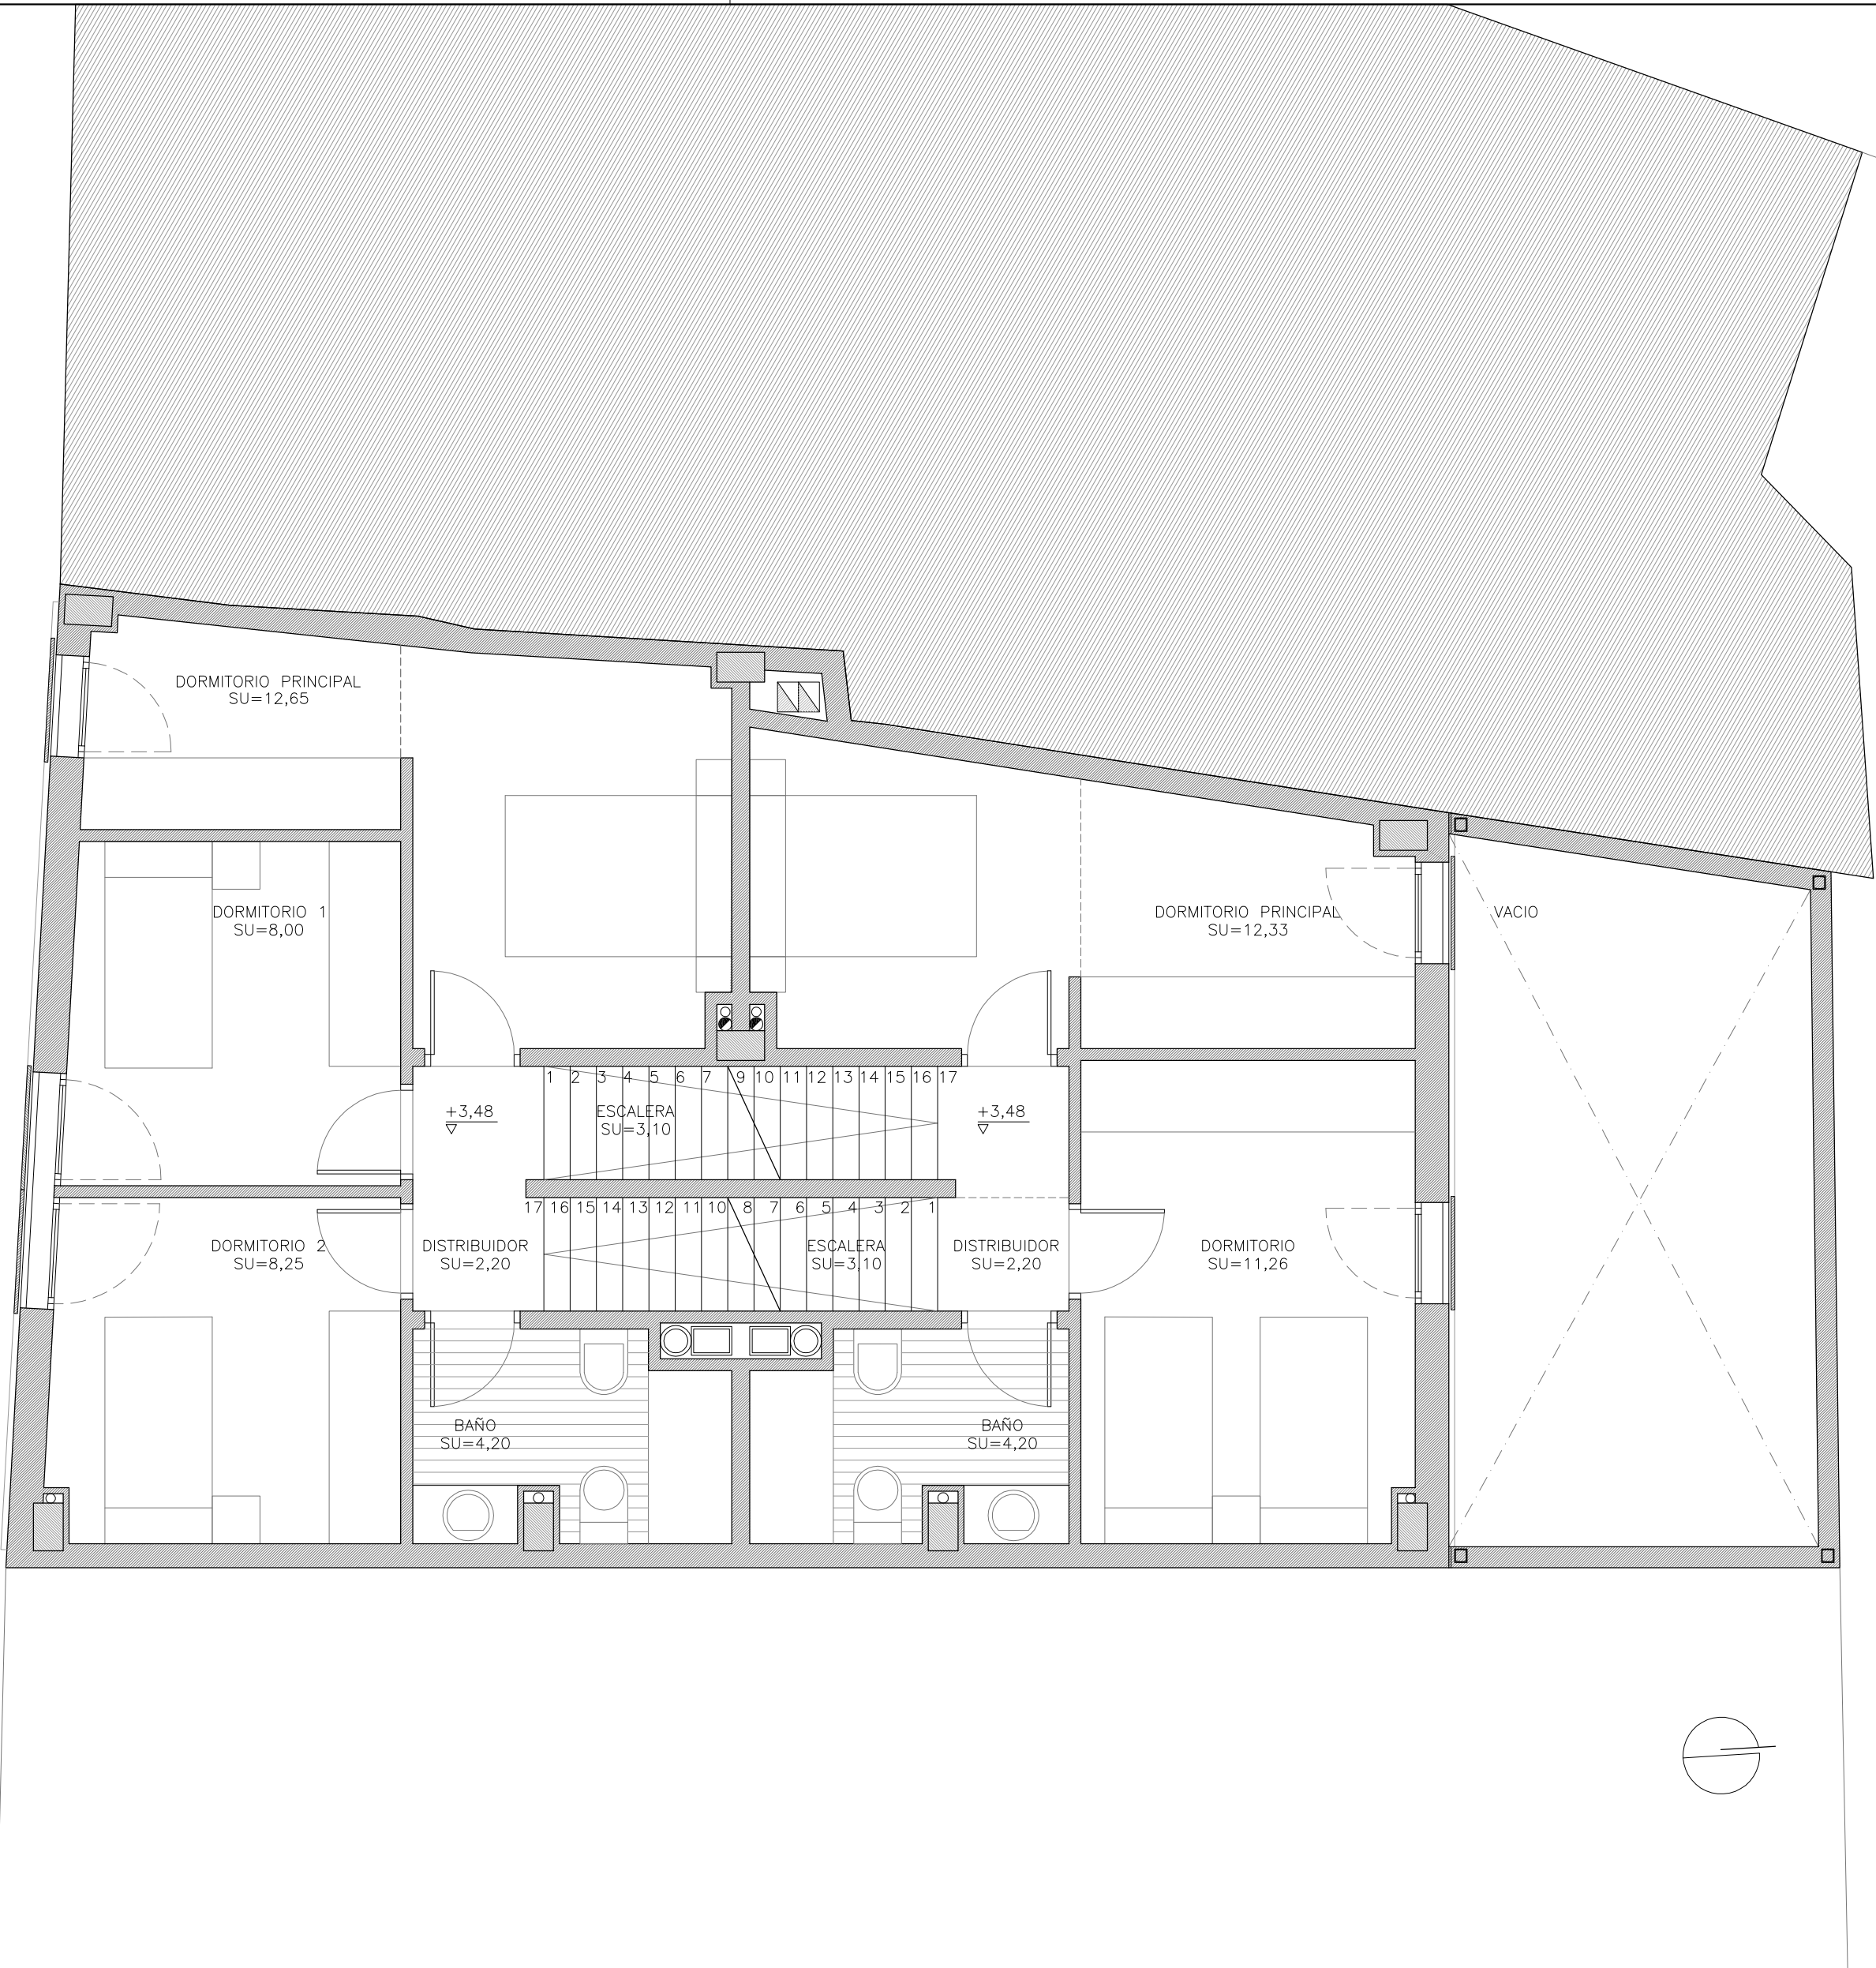 DORMITORIO PRINCIPAL
SU=12,65
DORMITORIO 1
SU=8,00
DORMITORIO PRINCIPAL
SU=12,33
VACIO
1 2 3 4 5 6 7 9 10 11 12 13 14 15 16 17
+3,48
ESCALERA
SU=3,10
+3,48
17 16 15 14 13 12 11 10 8 7 6 5 4 3 2 1
DORMITORIO 2
SU=8,25
DISTRIBUIDOR
SU=2,20
ESCALERA
SU=3,10
DISTRIBUIDOR
SU=2,20
DORMITORIO
SU=11,26
BAÑO
SU=4,20
BAÑO
SU=4,20